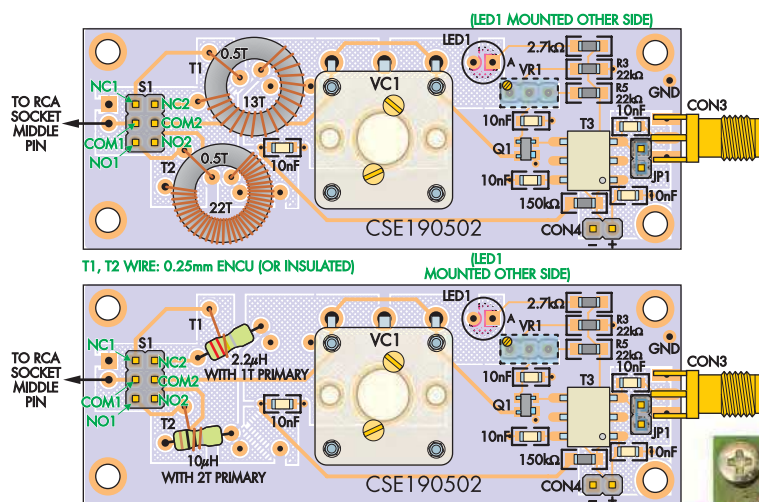 (LED1 MOUNTED OTHER SIDE)
LED1
2.7kΩ
0.5T
T1
A
VR1
R3
22kΩ
NC1
S1
VC1
R5
22kΩ
GND
13T
NC2
10nF
CON3
TO RCA
SOCKET
MIDDLE
PIN
COM2
10nF
T3
COM1
NO2
0.5T
Q1
NO1
T2
10nF
JP1
10nF
10nF
22T
150kΩ
CSE190502
CON4
– +
T1, T2 WIRE: 0.25mm ENCU (OR INSULATED)
(LED1
MOUNTED OTHER SIDE)
LED1
2.7kΩ
T1
A
VR1
R3
22kΩ
NC1
S1
VC1
R5
22kΩ
GND
NC2
2.2µH
WITH 1T PRIMARY
10nF
CON3
TO RCA
SOCKET
MIDDLE
PIN
COM2
10nF
T3
COM1
NO2
Q1
NO1
T2
10nF
10nF
JP1
10nF
10µH
WITH 2T PRIMARY
150kΩ
CSE190502
CON4
– +